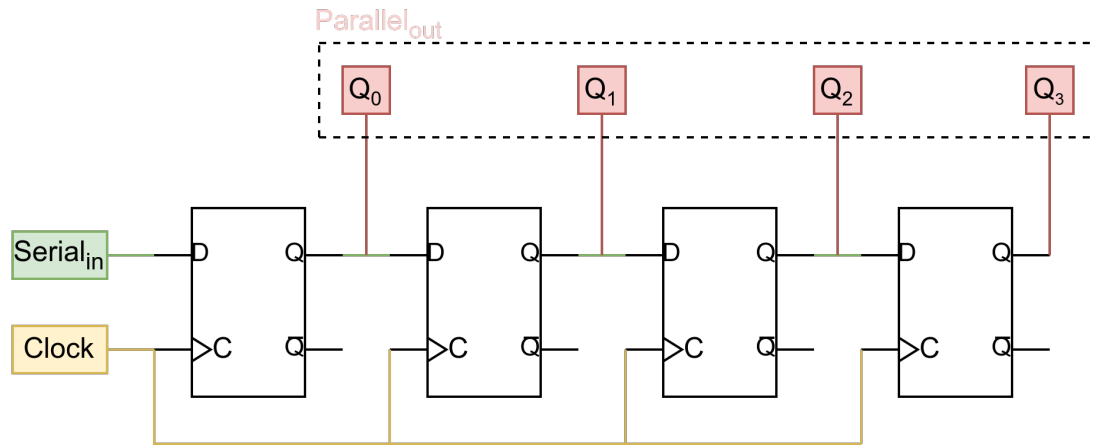 Parallel_out
Q₀ Q₁ Q₂ Q₃
D Q D Q D Q D Q
Serial_in
Clock
C Q̅ C Q̅ C Q̅ C Q̅